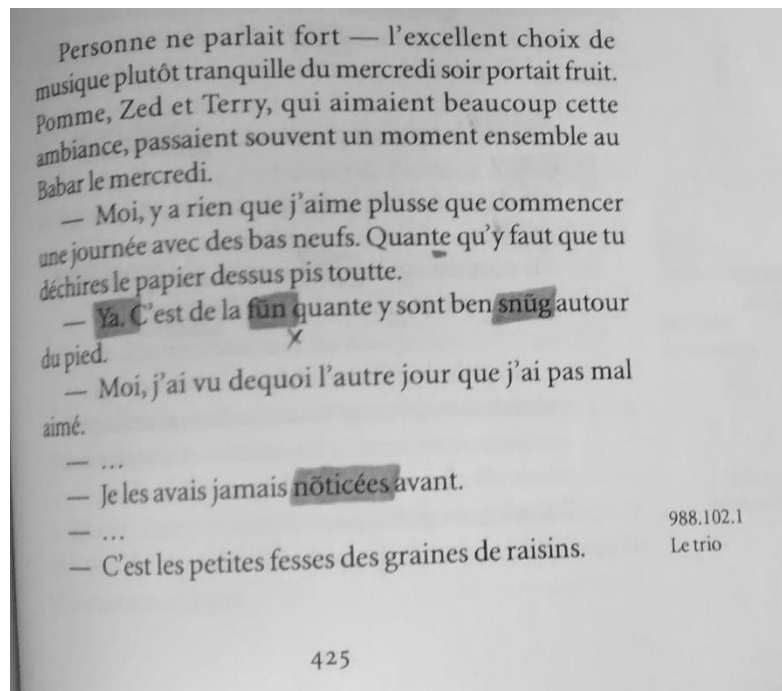 Personne ne parlait fort — l'excellent choix de
musique plutôt tranquille du mercredi soir portait fruit.
Pomme, Zed et Terry, qui aimaient beaucoup cette
ambiance, passaient souvent un moment ensemble au
Babar le mercredi.
— Moi, y a rien que j'aime plusse que commencer
une journée avec des bas neufs. Quante qu'y faut que tu
déchires le papier dessus pis toutte.
— Ya. C'est de la fũn quante y sont ben snũg autour
du pied.
— Moi, j'ai vu dequoi l'autre jour que j'ai pas mal
aimé.
— ...
— Je les avais jamais nõticées avant.
— ...
— C'est les petites fesses des graines de raisins.
988.102.1
Le trio
425